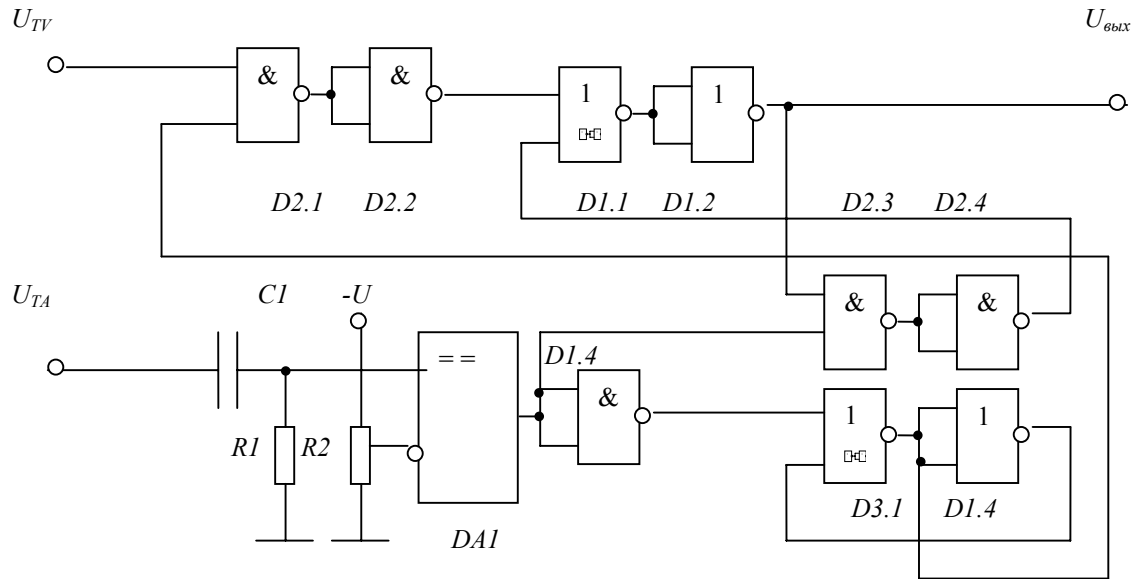 U_TV U_вых
& & 1 1
D2.1 D2.2 D1.1 D1.2 D2.3 D2.4
U_TA C1 -U
& &
== D1.4
& 1 1
R1 R2
D3.1 D1.4
DA1